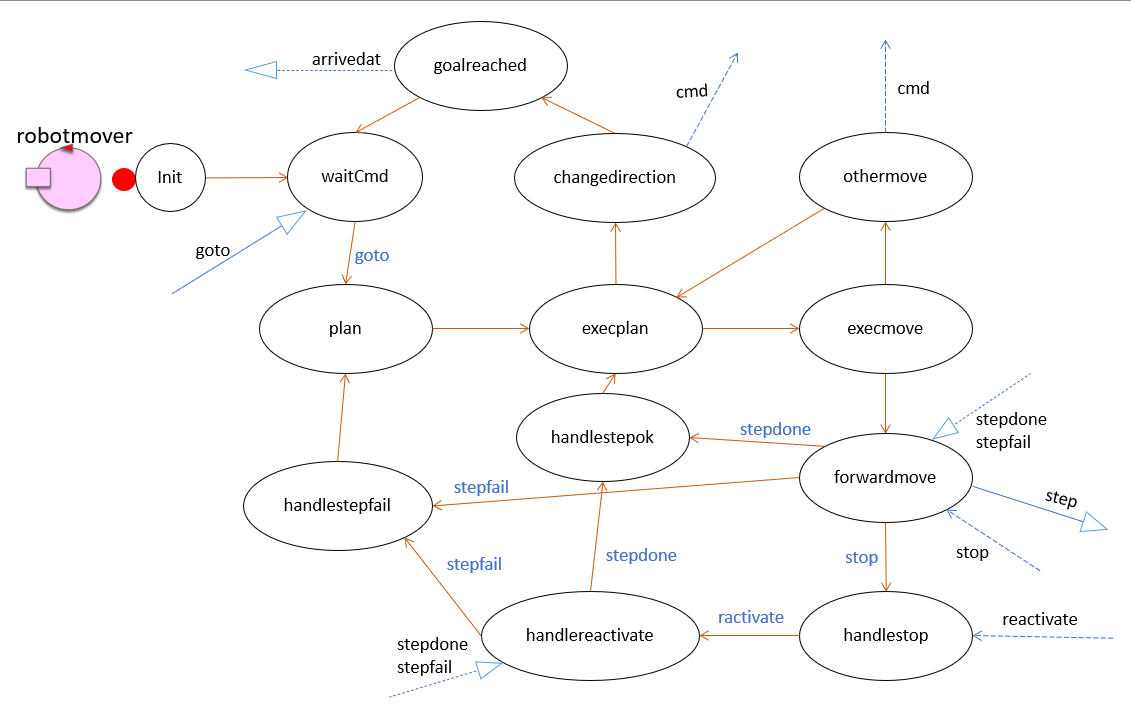 arrivedat
goalreached
cmd
cmd
robotmover
Init
waitCmd
changedirection
othermove
goto
goto
plan
execplan
execmove
stepdone
stepfail
handlestepok
stepdone
forwardmove
stepfail
handlestepfail
step
stop
stop
stepfail
stepdone
ractivate
reactivate
handlereactivate
handlestop
stepdone
stepfail